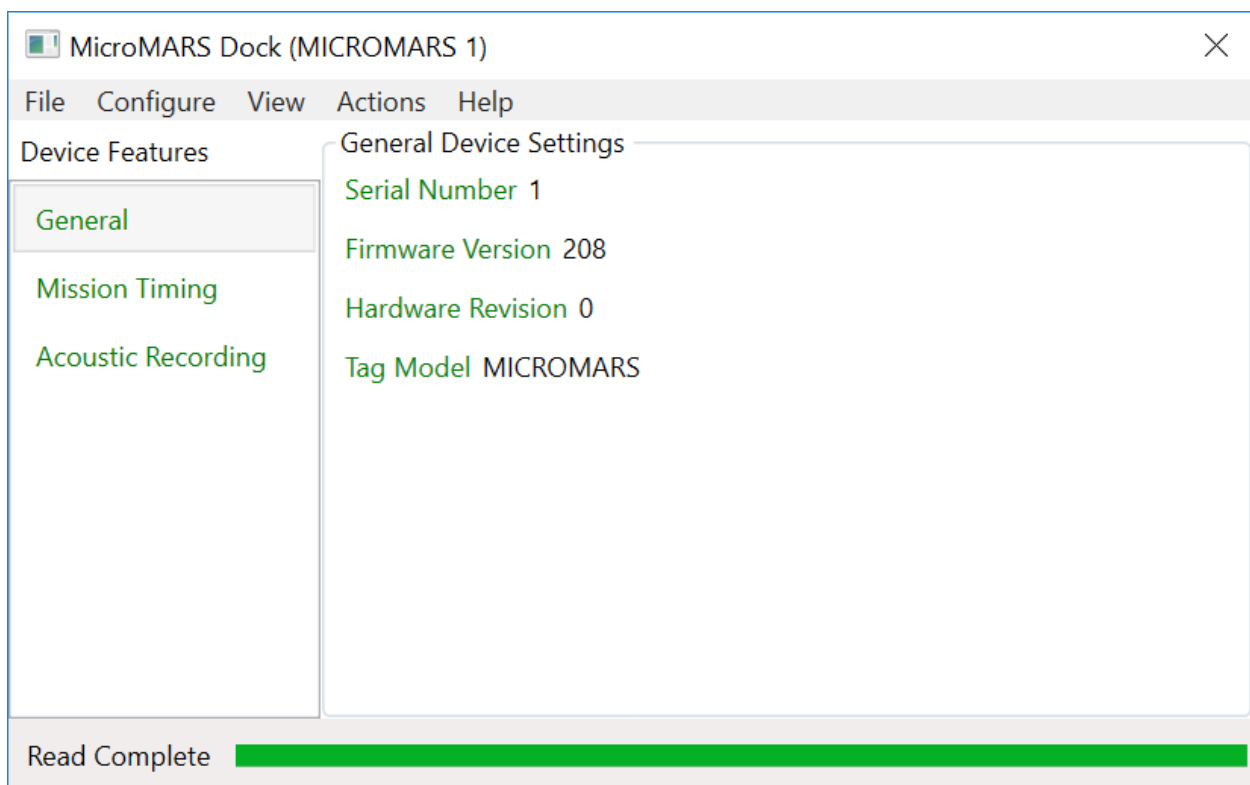 MicroMARS Dock (MICROMARS 1)
File Configure View Actions Help
Device Features
General
Mission Timing
Acoustic Recording
General Device Settings
Serial Number 1
Firmware Version 208
Hardware Revision 0
Tag Model MICROMARS
Read Complete